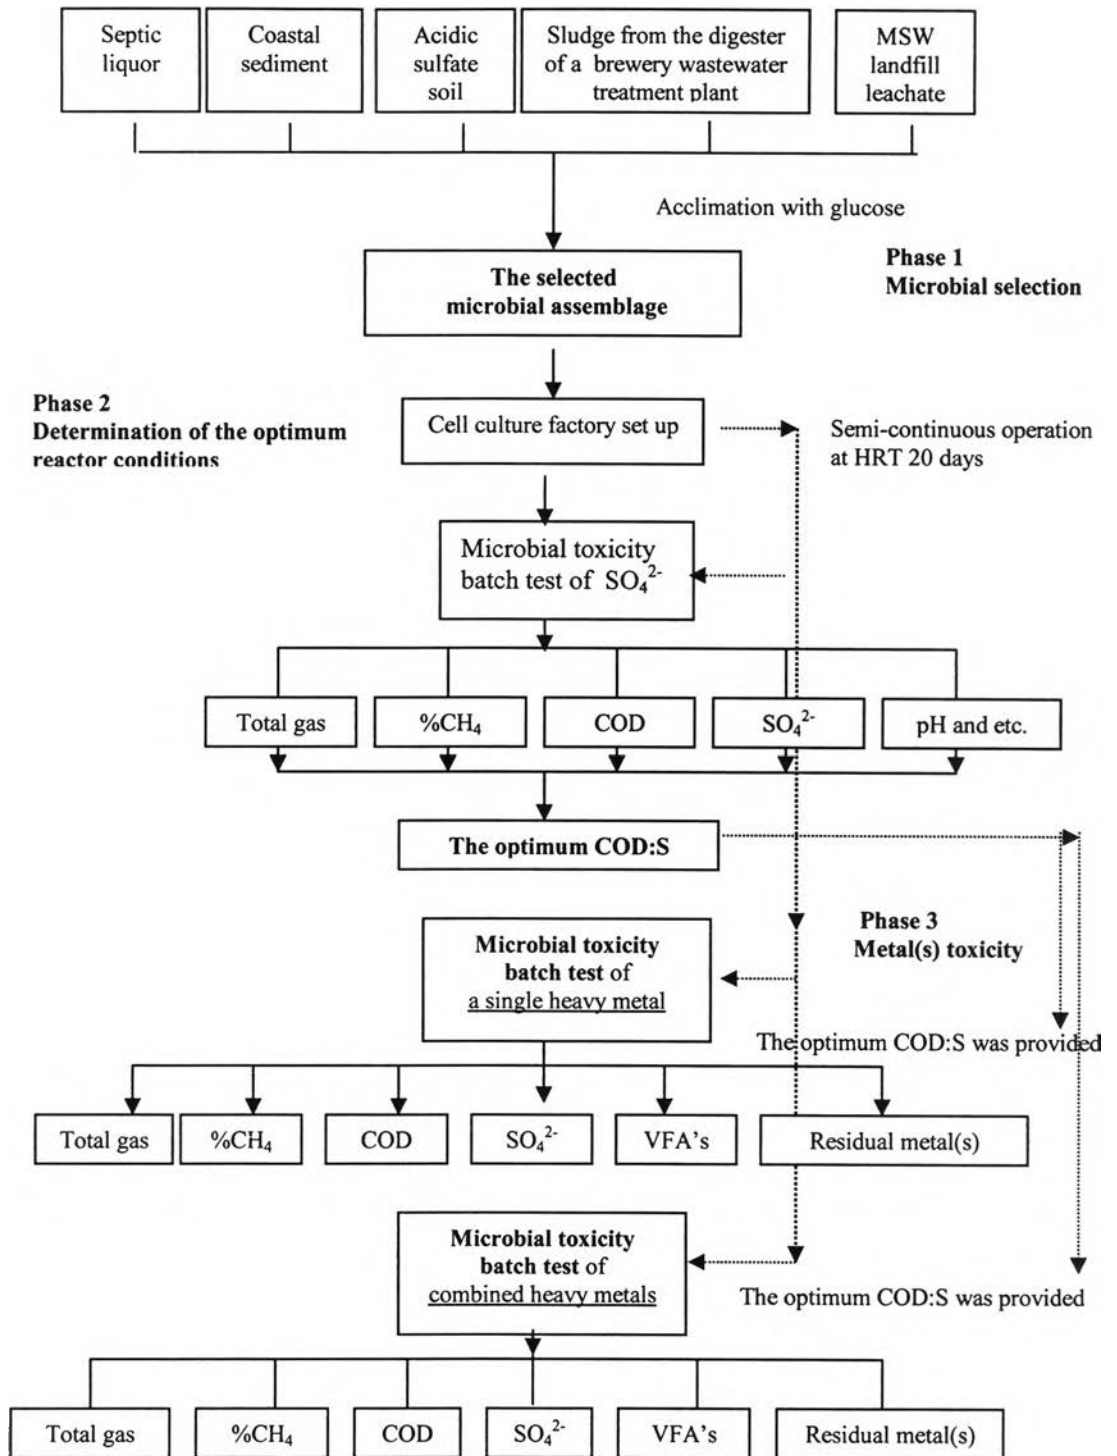 Septic
liquor
Coastal
sediment
Acidic
sulfate
soil
Sludge from the digester
of a brewery wastewater
treatment plant
MSW
landfill
leachate
Acclimation with glucose
Phase 1
Microbial selection
The selected
microbial assemblage
Phase 2
Determination of the optimum
reactor conditions
Cell culture factory set up
Semi-continuous operation
at HRT 20 days
Microbial toxicity
batch test of SO₄²⁻
Total gas
%CH₄
COD
SO₄²⁻
pH and etc.
The optimum COD:S
Phase 3
Metal(s) toxicity
Microbial toxicity
batch test of
a single heavy metal
The optimum COD:S was provided
Total gas
%CH₄
COD
SO₄²⁻
VFA's
Residual metal(s)
Microbial toxicity
batch test of
combined heavy metals
The optimum COD:S was provided
Total gas
%CH₄
COD
SO₄²⁻
VFA's
Residual metal(s)